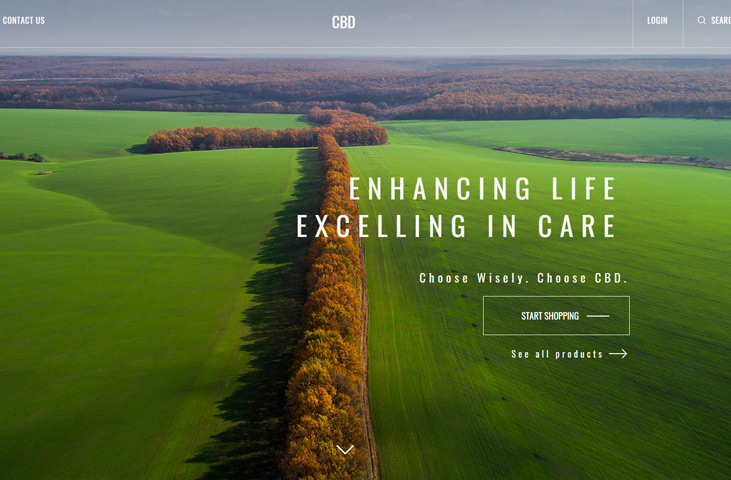 CONTACT US
CBD
LOGIN
SEARC
ENHANCING LIFE
EXCELLING IN CARE
Choose Wisely. Choose CBD.
START SHOPPING
See all products